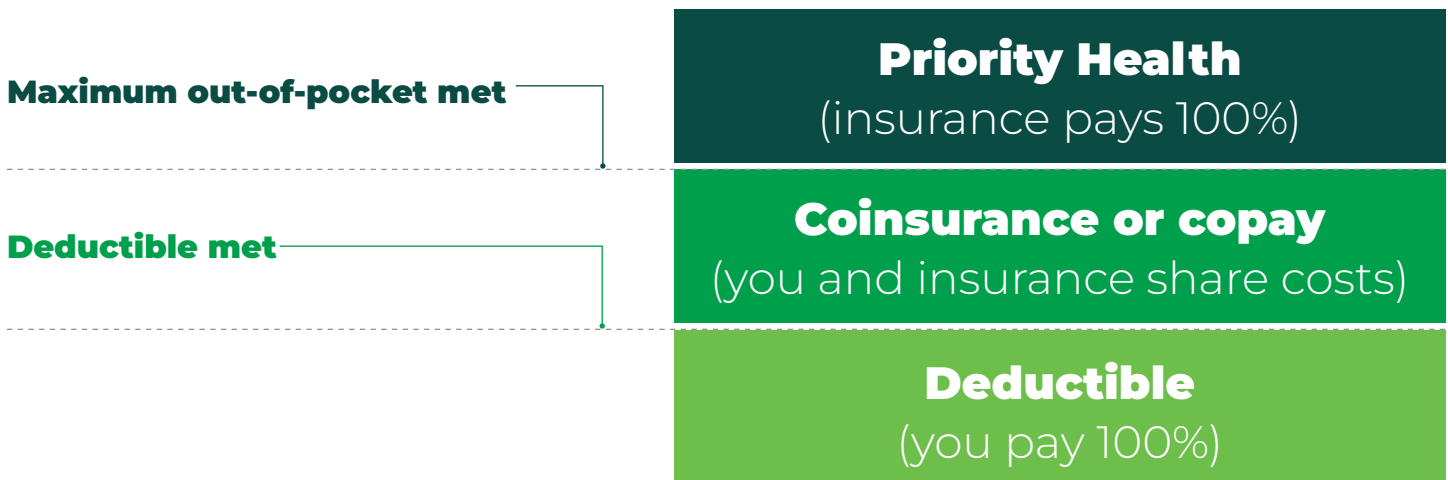 Maximum out-of-pocket met
Priority Health
(insurance pays 100%)
Deductible met
Coinsurance or copay
(you and insurance share costs)
Deductible
(you pay 100%)